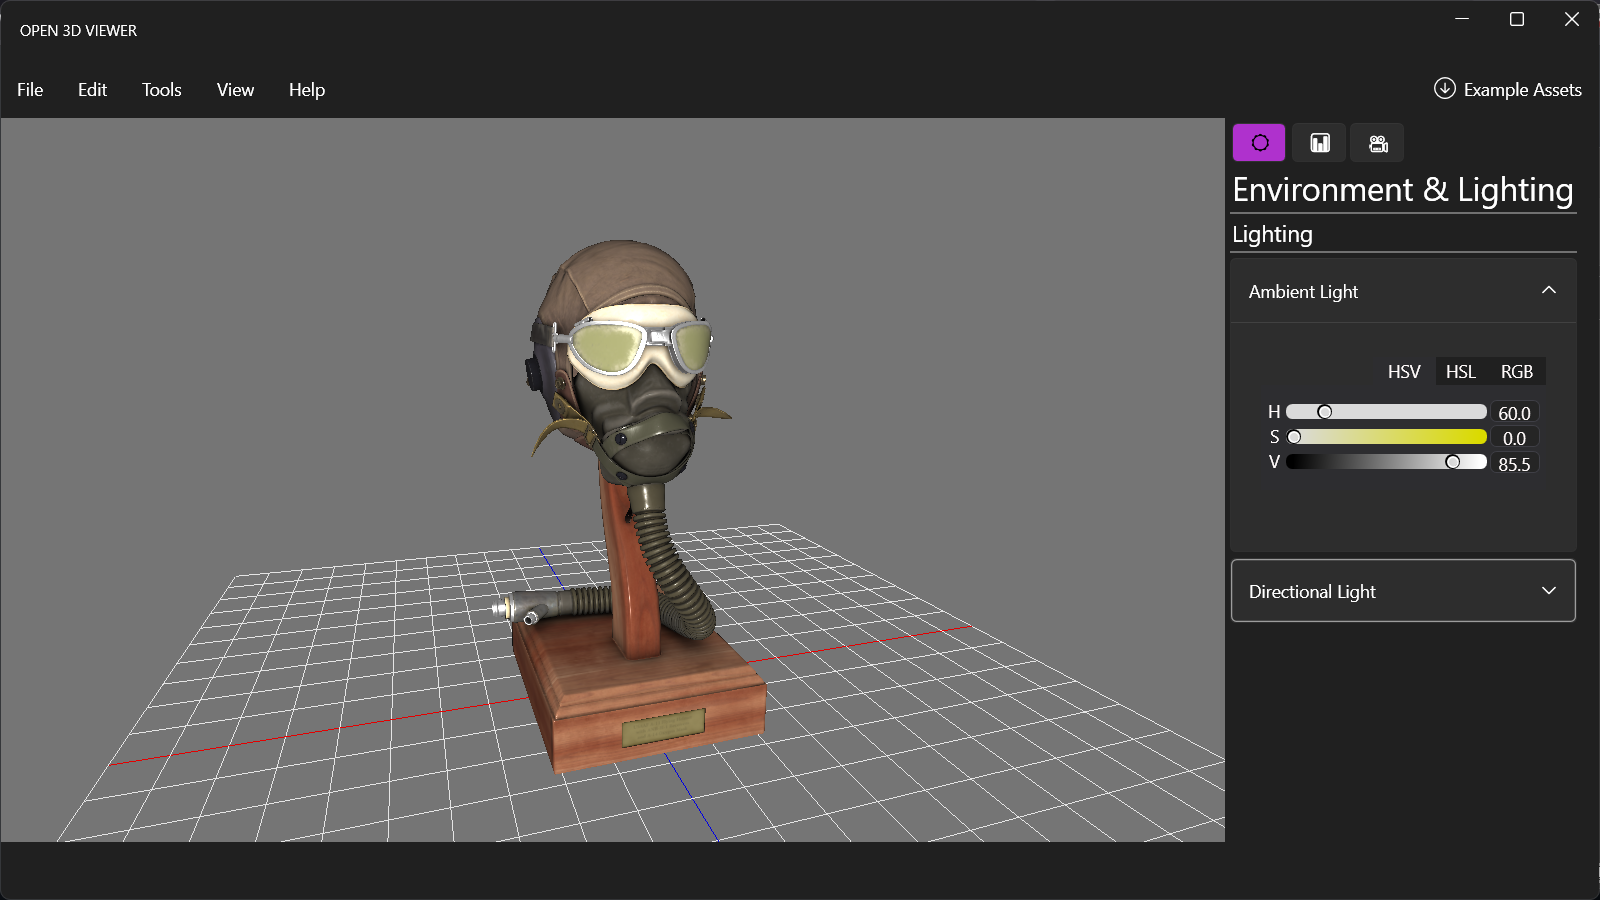 OPEN 3D VIEWER
File Edit Tools View Help
Example Assets
Environment & Lighting
Lighting
Ambient Light
HSV HSL RGB
H 60.0
S 0.0
V 85.5
Directional Light